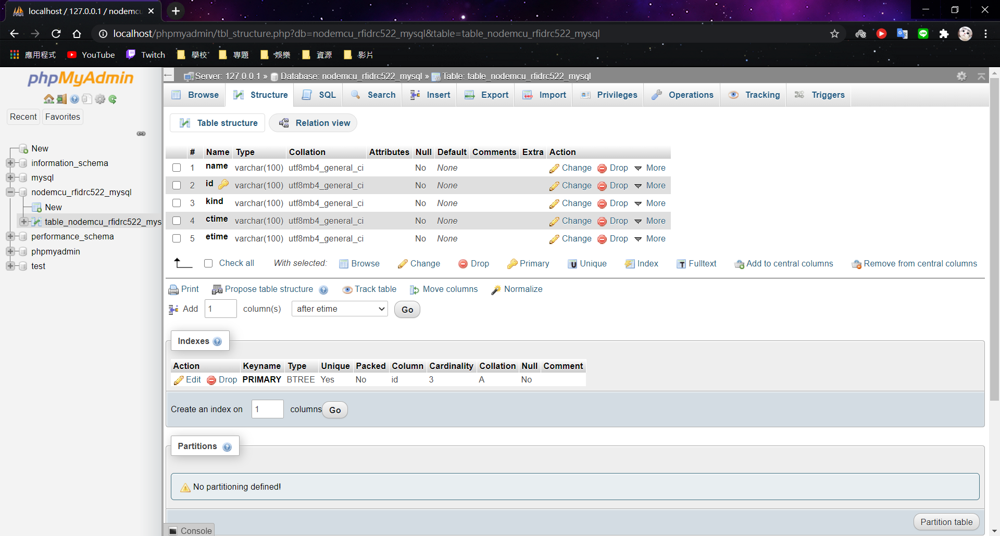 localhost / 127.0.0.1 / nodemcu
localhost/phpmyadmin/tbl_structure.php?db=nodemcu_rfidrc522_mysql&table=table_nodemcu_rfidrc522_mysql
應用程式 YouTube Twitch 學校 專題 娛樂 資源 影片
phpMyAdmin
Recent Favorites
New
information_schema
mysql
nodemcu_rfidrc522_mysql
New
table_nodemcu_rfidrc522_mys
performance_schema
phpmyadmin
test
Server: 127.0.0.1 » Database: nodemcu_rfidrc522_mysql » Table: table_nodemcu_rfidrc522_mysql
Browse Structure SQL Search Insert Export Import Privileges Operations Tracking Triggers
Table structure Relation view
# Name Type Collation Attributes Null Default Comments Extra Action
1 name varchar(100) utf8mb4_general_ci No None Change Drop More
2 id varchar(100) utf8mb4_general_ci No None Change Drop More
3 kind varchar(100) utf8mb4_general_ci No None Change Drop More
4 ctime varchar(100) utf8mb4_general_ci No None Change Drop More
5 etime varchar(100) utf8mb4_general_ci No None Change Drop More
Check all With selected: Browse Change Drop Primary Unique Index Fulltext Add to central columns Remove from central columns
Print Propose table structure Track table Move columns Normalize
Add 1 column(s) after etime Go
Indexes
Action Keyname Type Unique Packed Column Cardinality Collation Null Comment
Edit Drop PRIMARY BTREE Yes No id 3 A No
Create an index on 1 columns Go
Partitions
No partitioning defined!
Partition table
Console